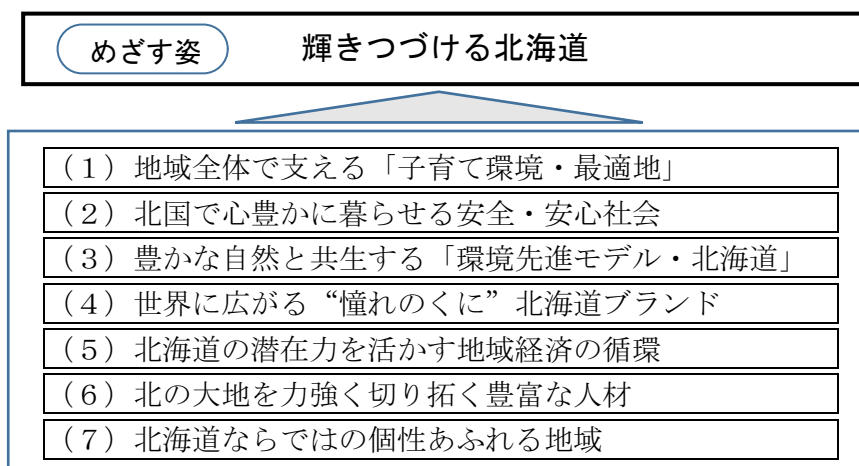 めざす姿 輝きつづける北海道
（１）地域全体で支える「子育て環境・最適地」
（２）北国で心豊かに暮らせる安全・安心社会
（３）豊かな自然と共生する「環境先進モデル・北海道」
（４）世界に広がる“憧れのくに”北海道ブランド
（５）北海道の潜在力を活かす地域経済の循環
（６）北の大地を力強く切り拓く豊富な人材
（７）北海道ならではの個性あふれる地域